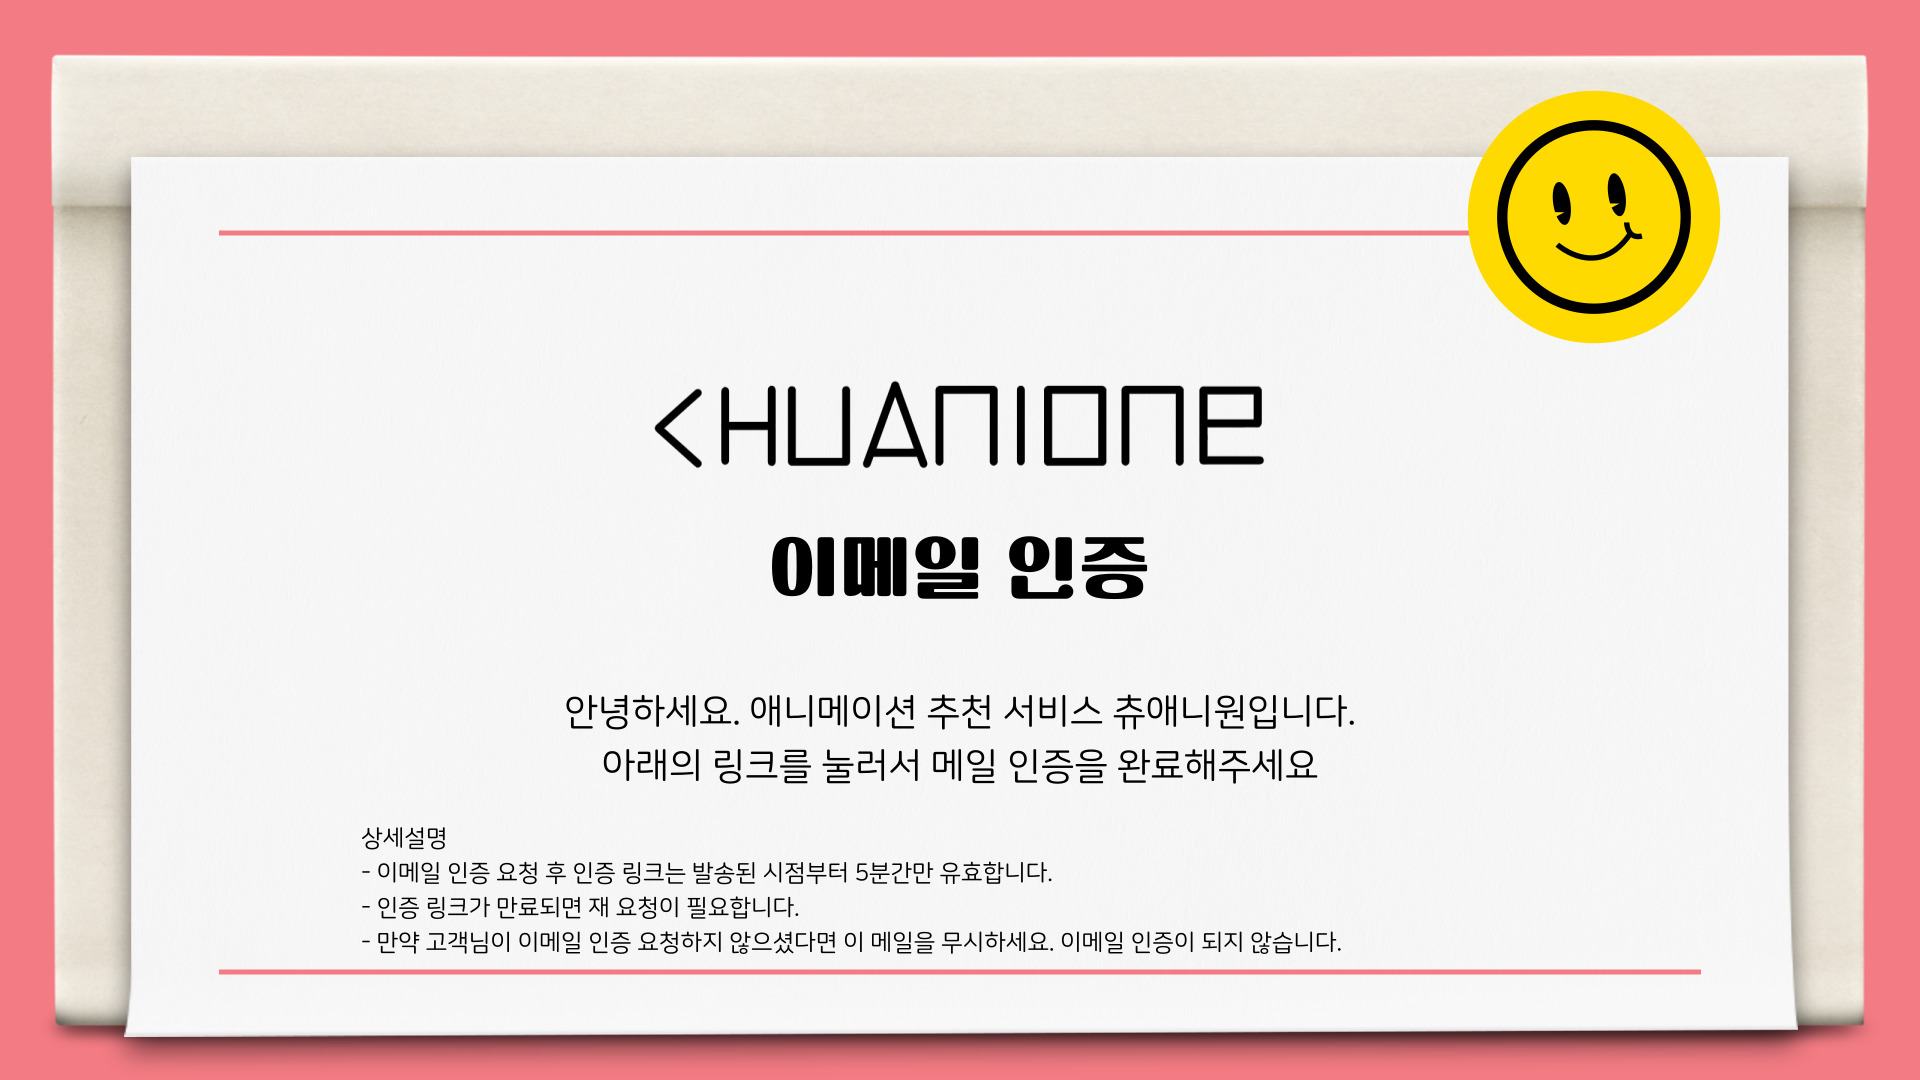 CHUANIONE
이메일 인증
안녕하세요. 애니메이션 추천 서비스 츄애니원입니다.
아래의 링크를 눌러서 메일 인증을 완료해주세요
상세설명
- 이메일 인증 요청 후 인증 링크는 발송된 시점부터 5분간만 유효합니다.
- 인증 링크가 만료되면 재 요청이 필요합니다.
- 만약 고객님이 이메일 인증 요청하지 않으셨다면 이 메일을 무시하세요. 이메일 인증이 되지 않습니다.